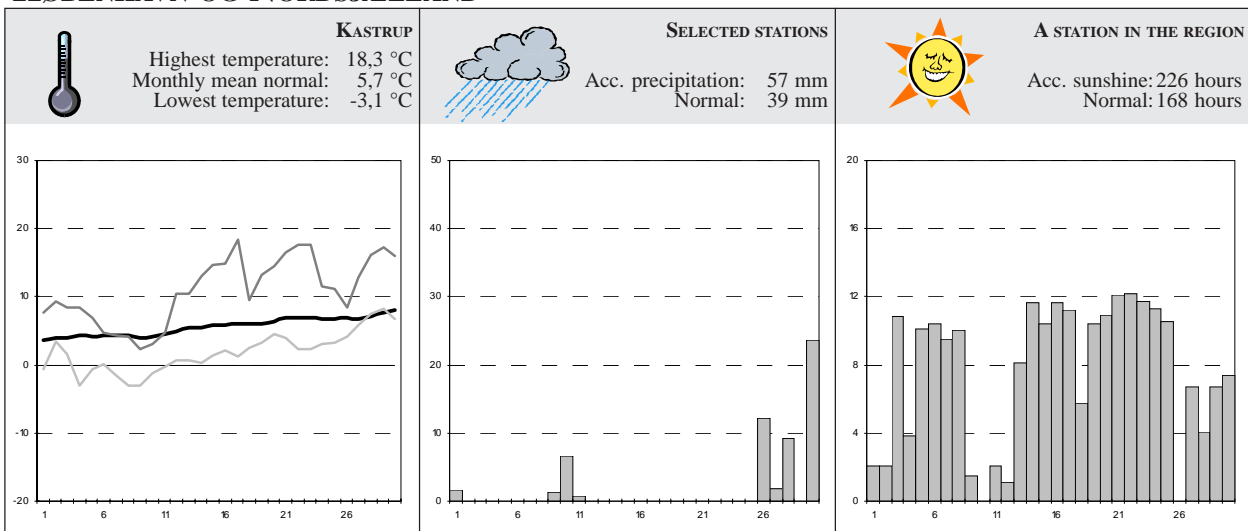 KASTRUP
Highest temperature: 18,3 °C
Monthly mean normal: 5,7 °C
Lowest temperature: -3,1 °C
SELECTED STATIONS
Acc. precipitation: 57 mm
Normal: 39 mm
A STATION IN THE REGION
Acc. sunshine: 226 hours
Normal: 168 hours
30
20
10
0
-10
-20
1 6 11 16 21 26
50
40
30
20
10
0
1 6 11 16 21 26
20
16
12
8
4
0
1 6 11 16 21 26